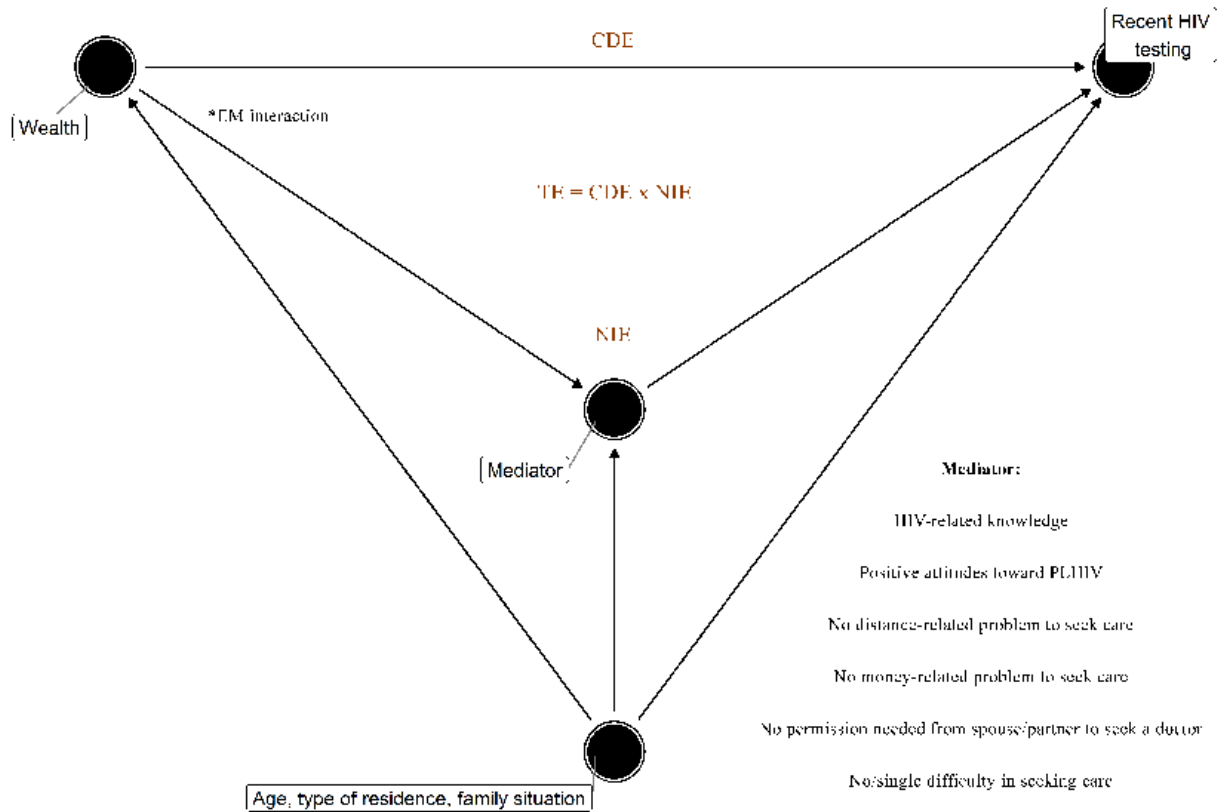 Recent HIV
testing
CDE
Wealth
*EM interaction
TE = CDE x NIE
NIE
Mediator
Mediator:
HIV-related knowledge
Positive attitudes toward PLHIV
No distance-related problem to seek care
No money-related problem to seek care
No permission needed from spouse/partner to seek a doctor
No/single difficulty in seeking care
Age, type of residence, family situation